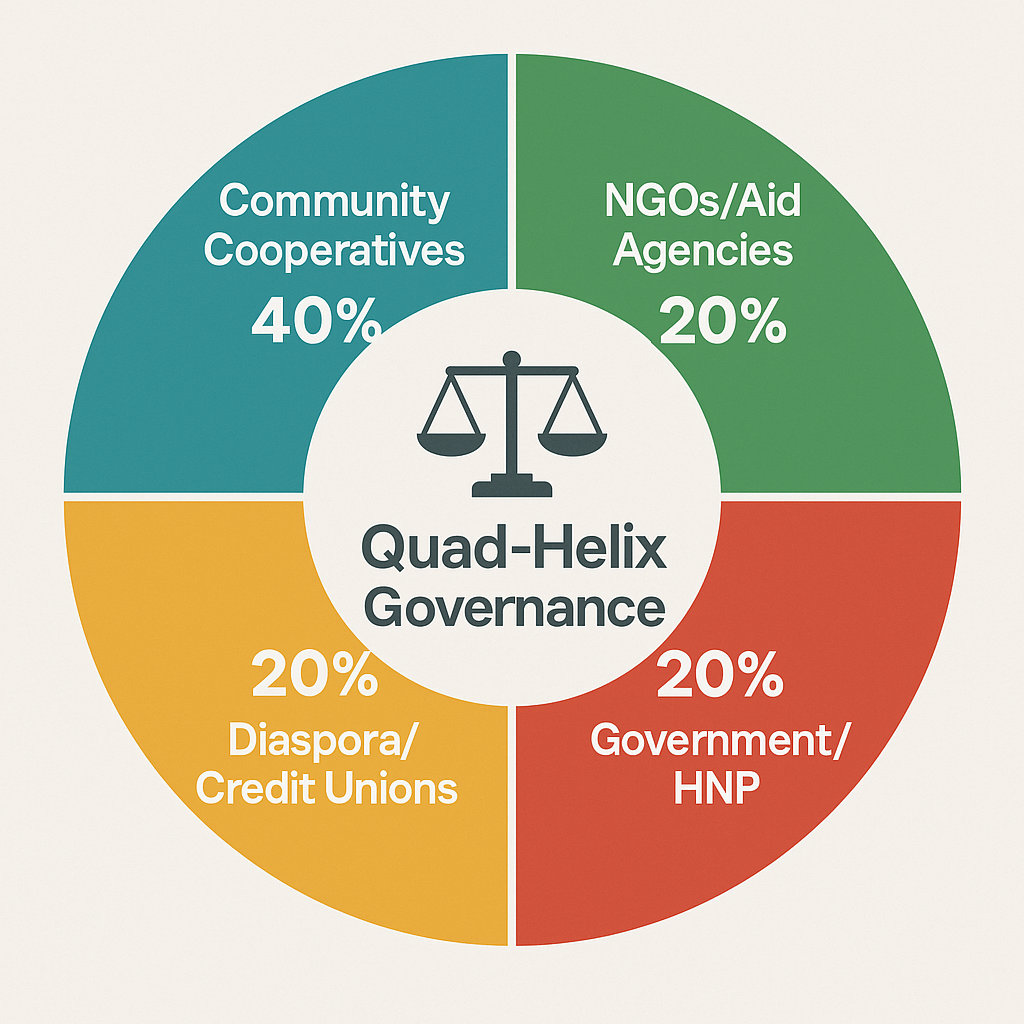 Community
Cooperatives
40%
NGOs/Aid
Agencies
20%
Quad-Helix
Governance
20%
Diaspora/
Credit Unions
20%
Government/
HNP